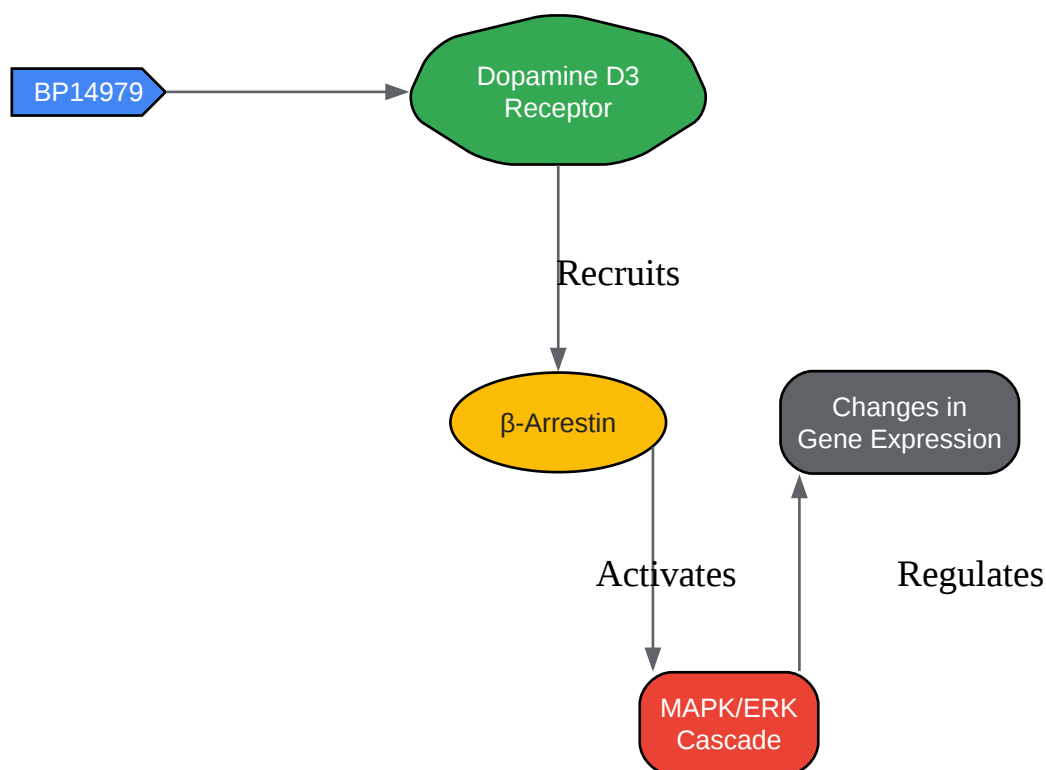 BP14979
Dopamine D3
Receptor
Recruits
β-Arrestin
Changes in
Gene Expression
Activates
Regulates
MAPK/ERK
Cascade